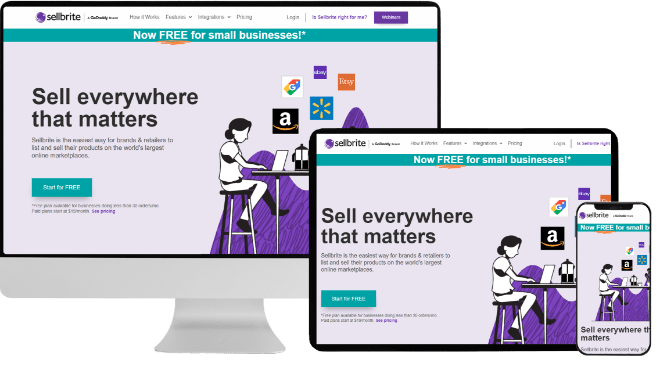 sellbrite A GoDaddy Brand How it Works Features Integrations Pricing Login Is Sellbrite right for me? Webinars
Now FREE for small businesses!*
ebay
Etsy
Sell everywhere
that matters
Sellbrite is the easiest way for brands & retailers to
list and sell their products on the world's largest
online marketplaces.
Start for FREE
*Free plan available for businesses doing less than 30 orders/mo.
Paid plans start at $19/month. See pricing
sellbrite A GoDaddy Brand How it Works Features Integrations Pricing Login Is Sellbrite right
Now FREE for small businesses!*
ebay
Sell everywhere
that matters
Sellbrite is the easiest way for brands & retailers to
list and sell their products on the world's largest
online marketplaces.
Start for FREE
*Free plan available for businesses doing less than 30 orders/mo.
Paid plans start at $19/month. See pricing
sellbrite A GoDaddy Brand
Now FREE for small b
Sell everywhere th
matters
Sellbrite is the easiest way for